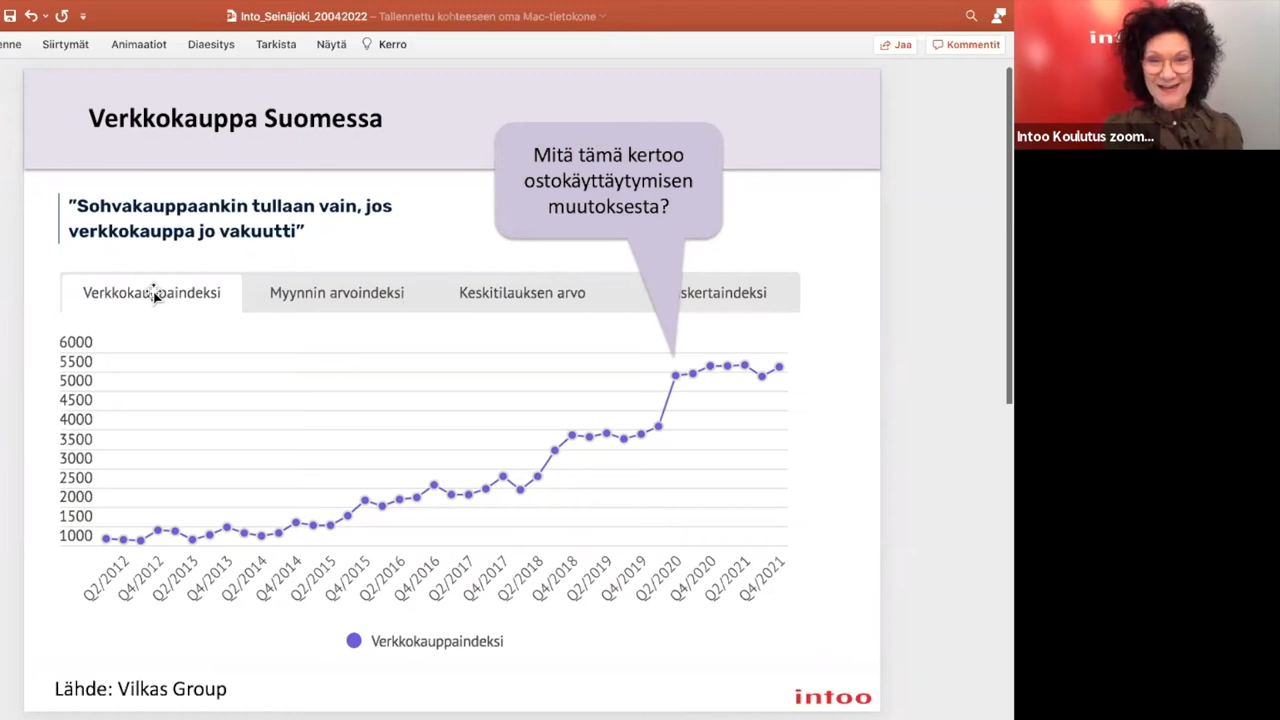 Into_Seinäjoki_20042022 – Tallennettu kohteeseen oma Mac-tietokone
enne Siirtymät Animaatiot Diaesitys Tarkista Näytä Kerro Jaa Kommentit
Verkkokauppa Suomessa
Mitä tämä kertoo
ostokäyttäytymisen
muutoksesta?
”Sohvakauppaankin tullaan vain, jos
verkkokauppa jo vakuutti”
Verkkokauppaindeksi Myynnin arvoindeksi Keskitilauksen arvo skertaindeksi
6000
5500
5000
4500
4000
3500
3000
2500
2000
1500
1000
Q2/2012 Q4/2012 Q2/2013 Q4/2013 Q2/2014 Q4/2014 Q2/2015 Q4/2015 Q2/2016 Q4/2016 Q2/2017 Q4/2017 Q2/2018 Q4/2018 Q2/2019 Q4/2019 Q2/2020 Q4/2020 Q2/2021 Q4/2021
Verkkokauppaindeksi
Lähde: Vilkas Group
intoo
in
Intoo Koulutus zoom...